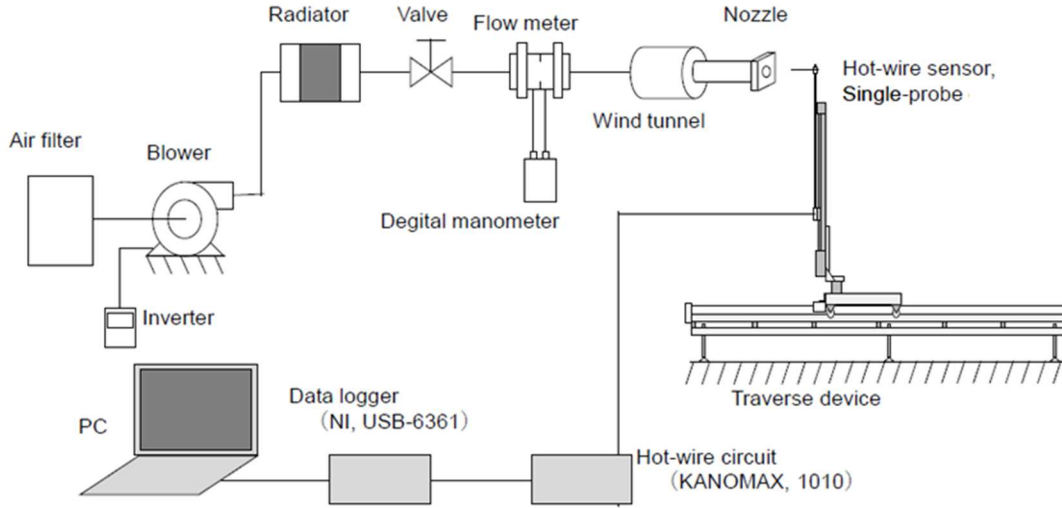 Radiator
Valve
Flow meter
Nozzle
Hot-wire sensor,
Single-probe
Wind tunnel
Air filter
Blower
Degital manometer
Inverter
Traverse device
PC
Data logger
（NI, USB-6361）
Hot-wire circuit
（KANOMAX, 1010）